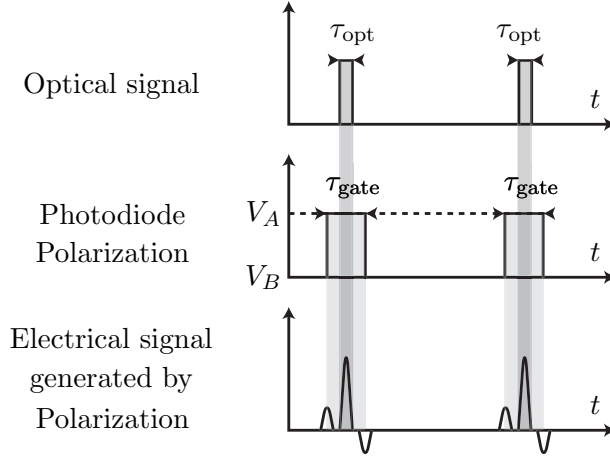 τopt τopt
Optical signal
t
τgate τgate
VA
Photodiode
Polarization
t
VB
Electrical signal
generated by
Polarization
t